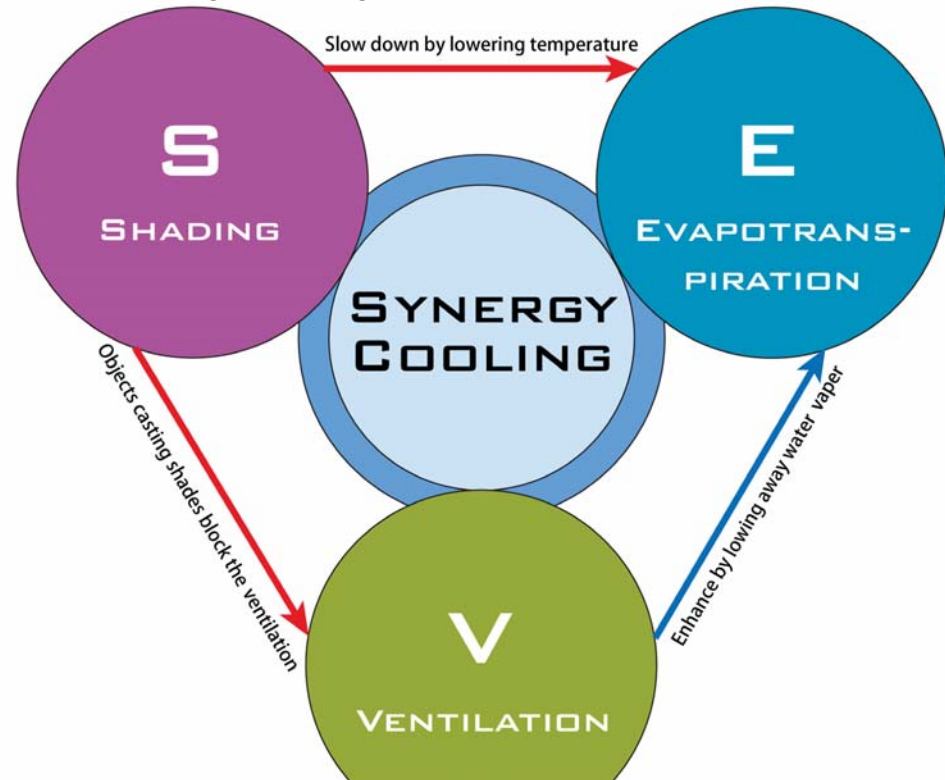 Slow down by lowering temperature
S
SHADING
E
EVAPOTRANS-
PIRATION
SYNERGY
COOLING
Objects casting shades block the ventilation
Enhance by lowing away water vaper
V
VENTILATION